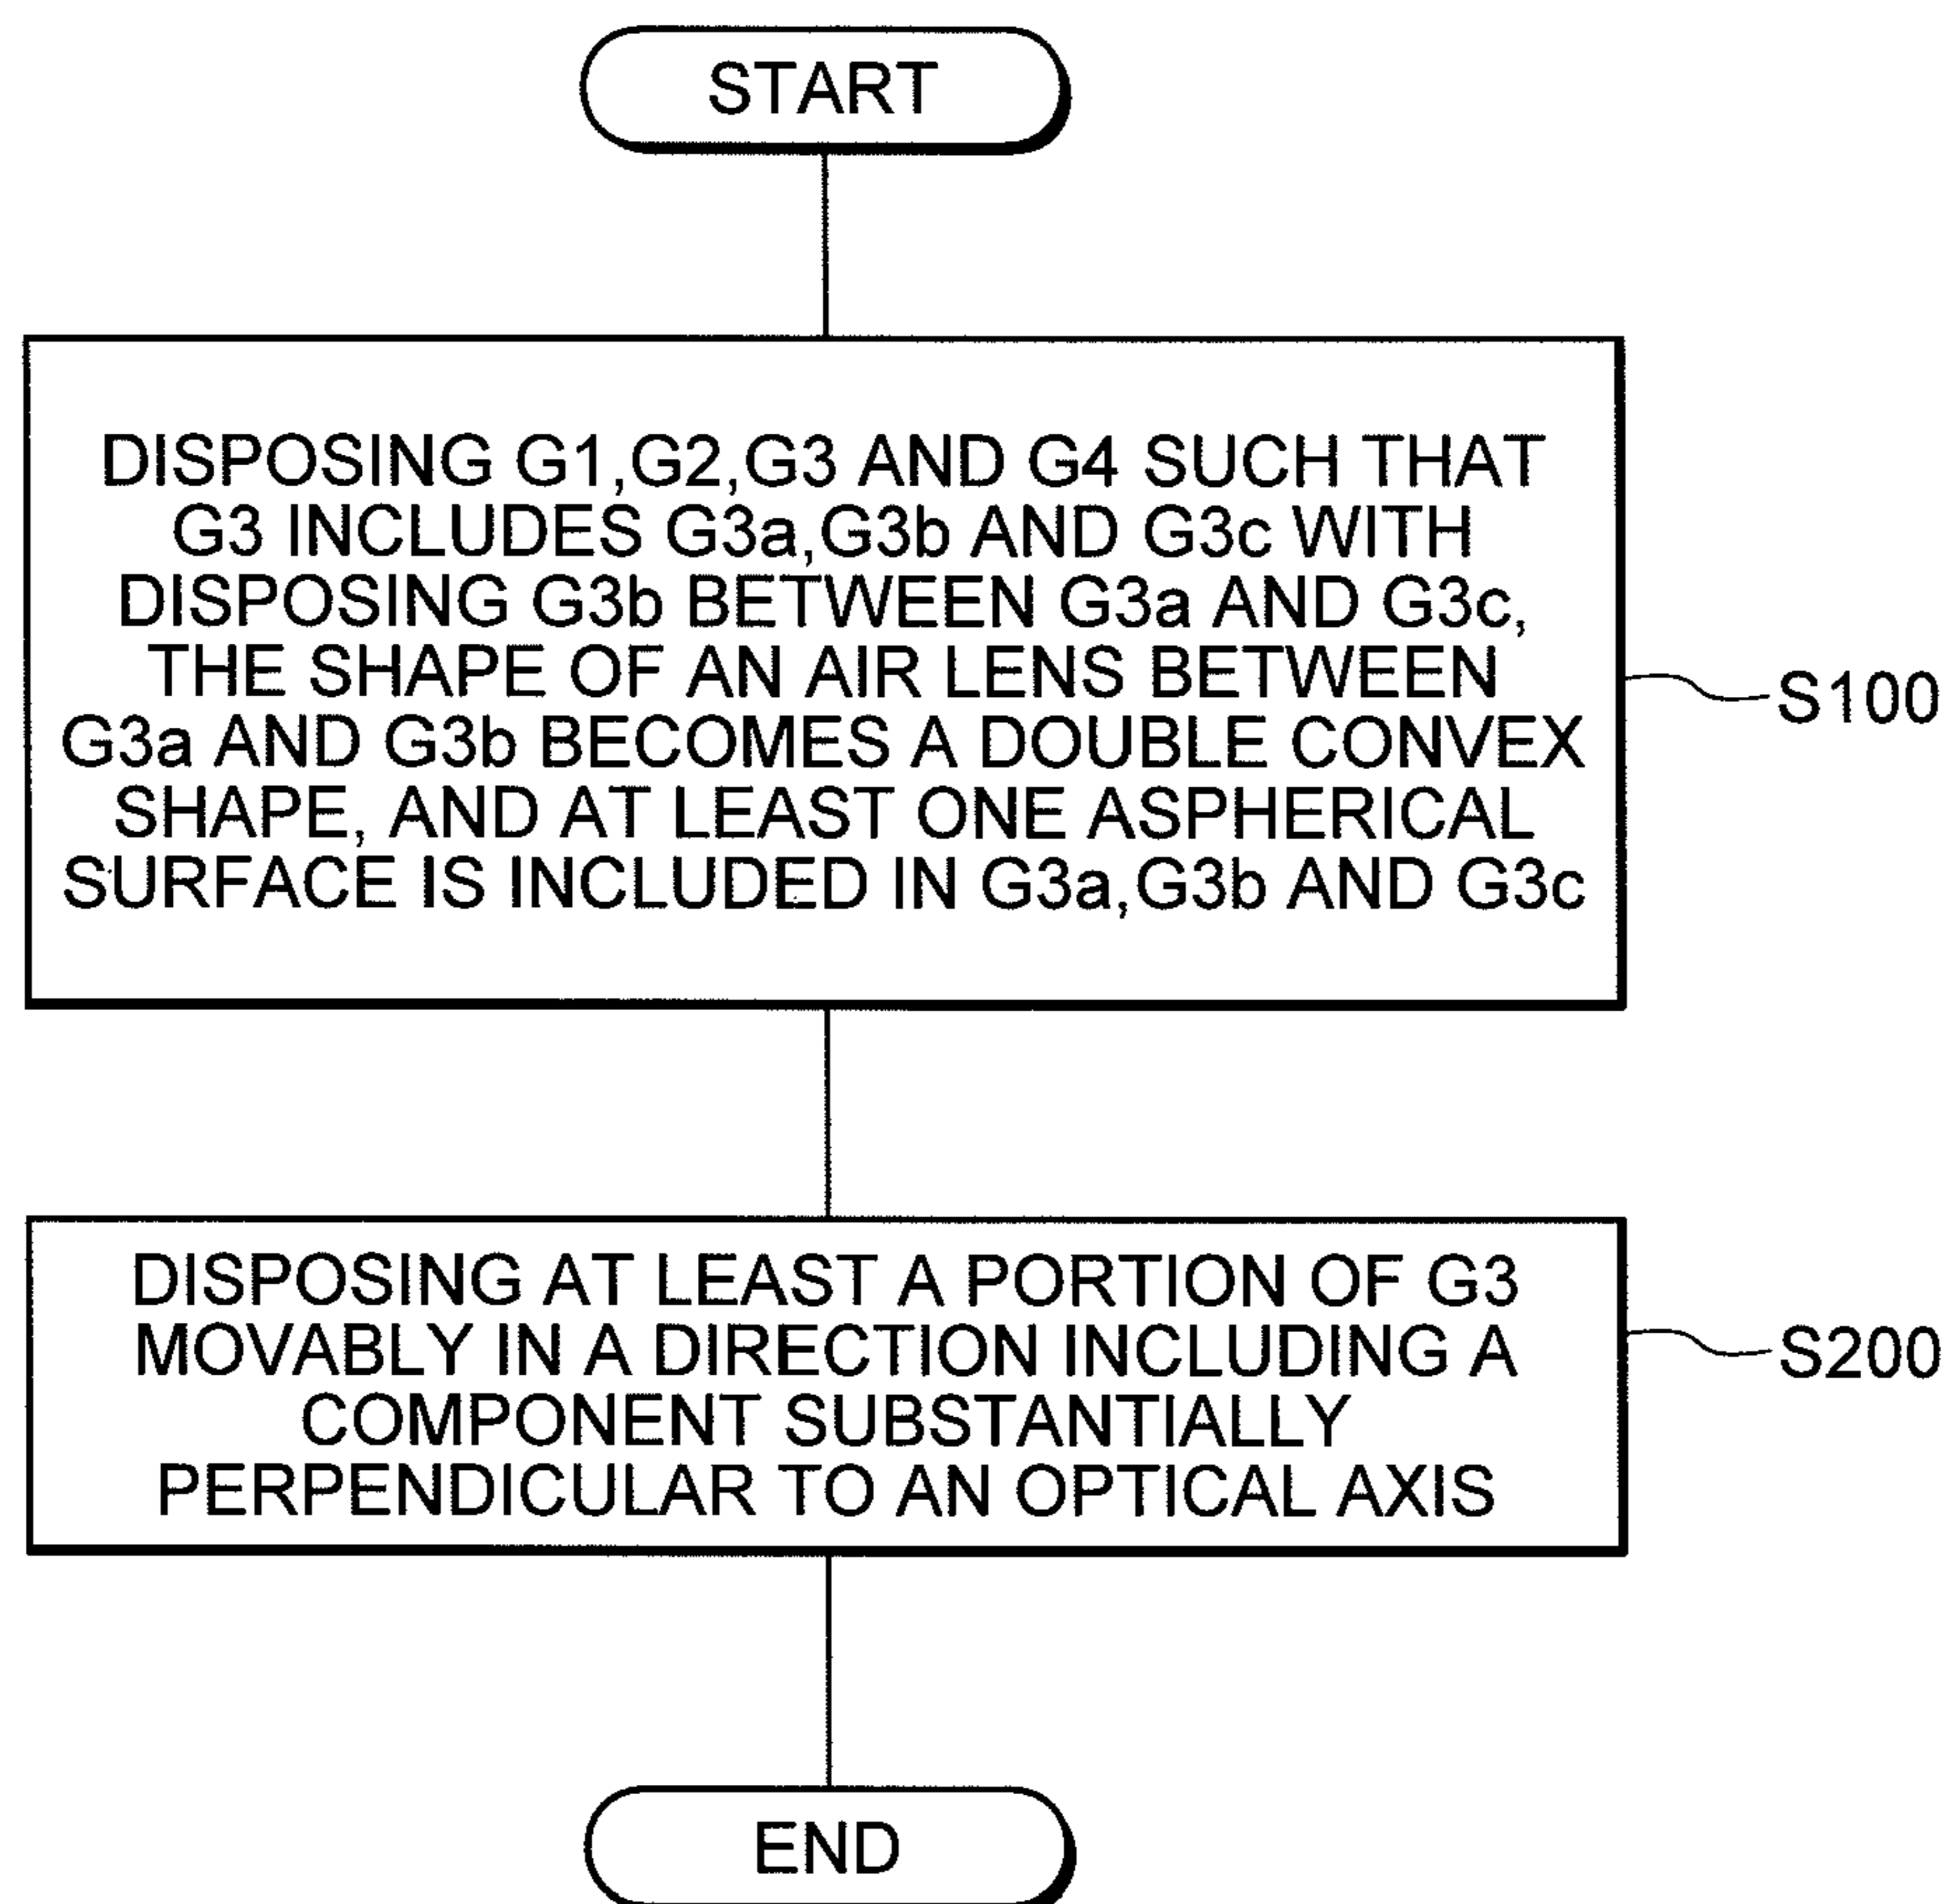 START
DISPOSING G1,G2,G3 AND G4 SUCH THAT
G3 INCLUDES G3a,G3b AND G3c WITH
DISPOSING G3b BETWEEN G3a AND G3c,
THE SHAPE OF AN AIR LENS BETWEEN
G3a AND G3b BECOMES A DOUBLE CONVEX
SHAPE, AND AT LEAST ONE ASPHERICAL
SURFACE IS INCLUDED IN G3a,G3b AND G3c
S100
DISPOSING AT LEAST A PORTION OF G3
MOVABLY IN A DIRECTION INCLUDING A
COMPONENT SUBSTANTIALLY
PERPENDICULAR TO AN OPTICAL AXIS
S200
END